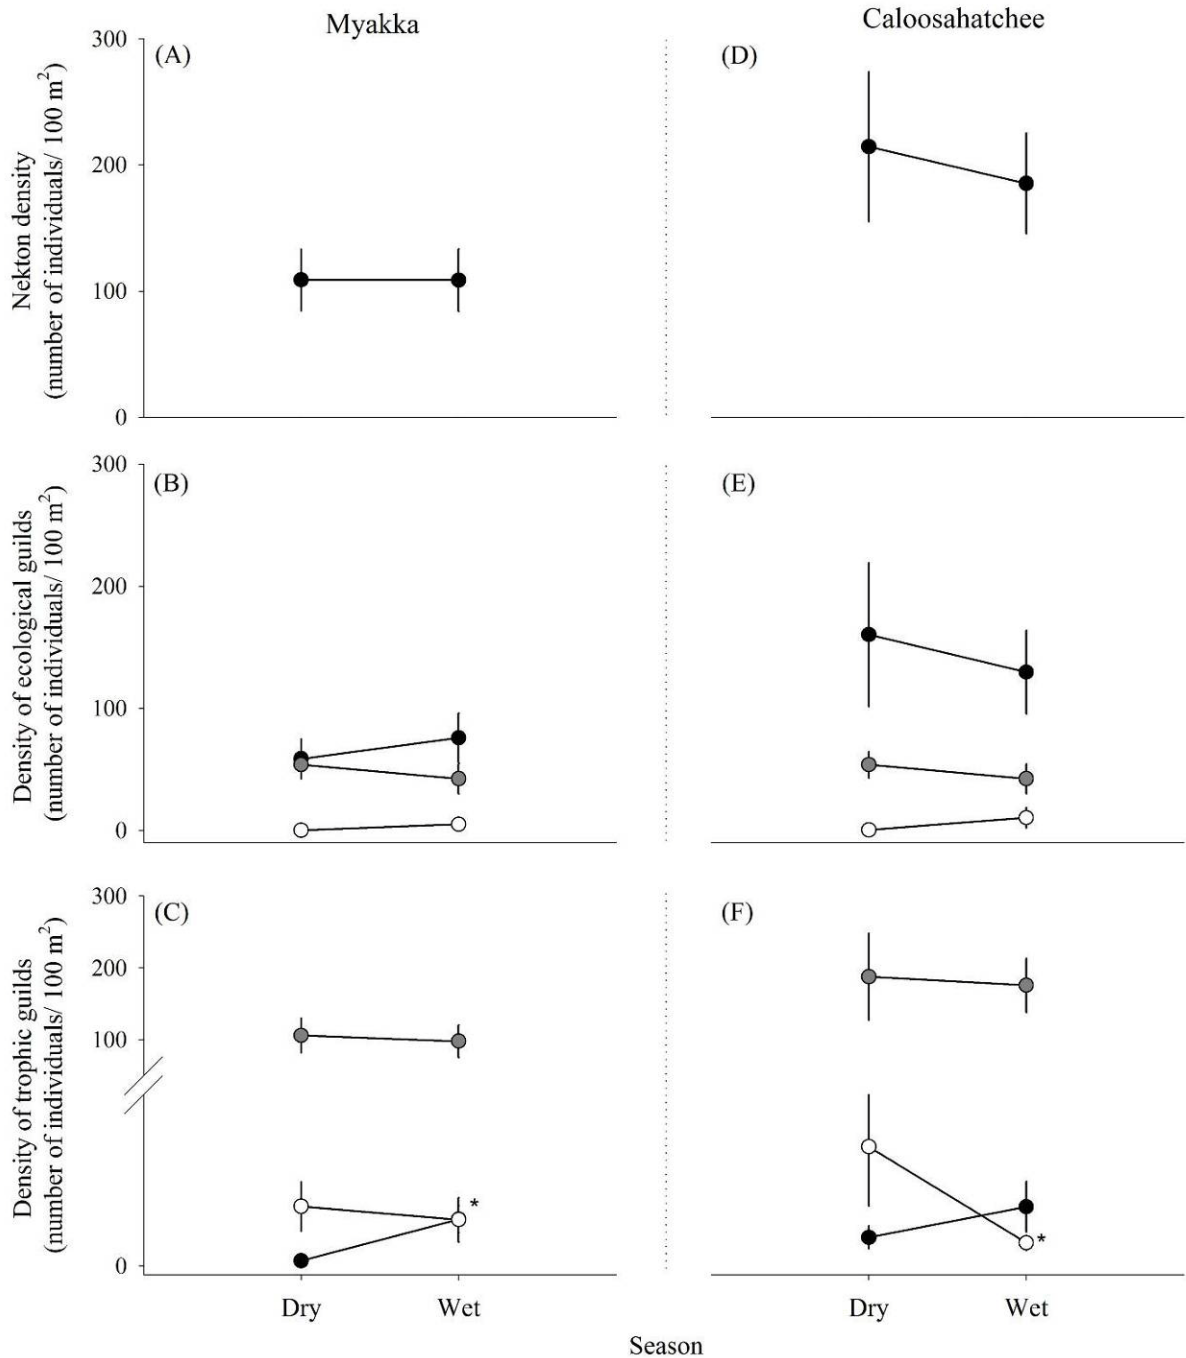 Myakka
Caloosahatchee
Nekton density
(number of individuals/ 100 m²)
300
200
100
0
(A)
(D)
Density of ecological guilds
(number of individuals/ 100 m²)
300
200
100
0
(B)
(E)
Density of trophic guilds
(number of individuals/ 100 m²)
300
200
100
0
(C)
*
(F)
*
Dry
Wet
Dry
Wet
Season